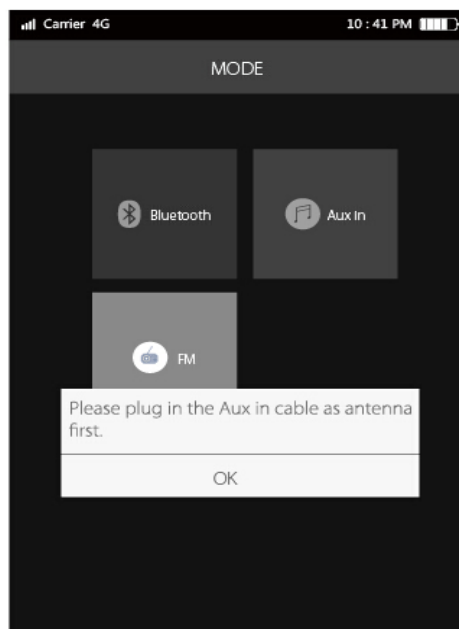 Carrier 4G 10:41 PM
MODE
Bluetooth Aux in
FM
Please plug in the Aux in cable as antenna
first.
OK